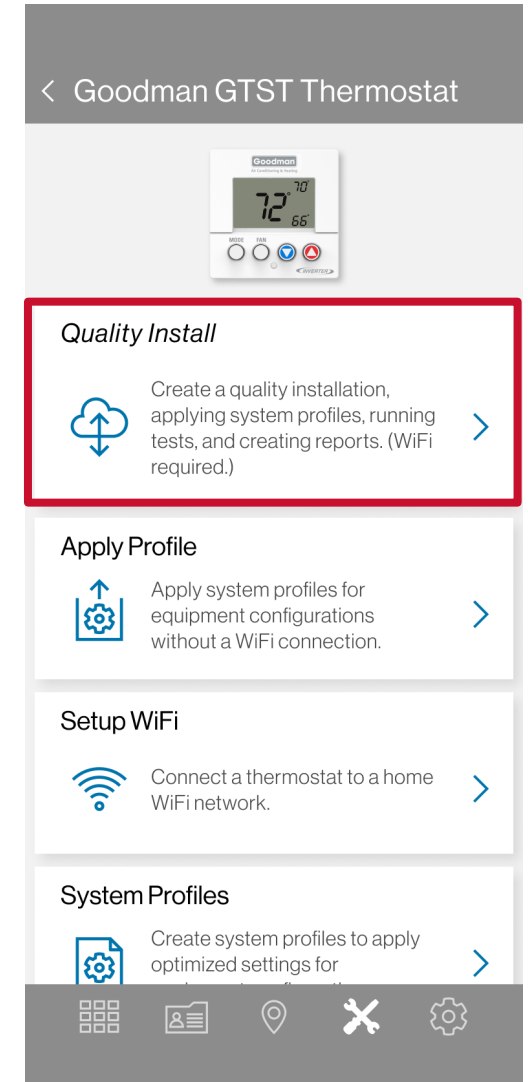 < Goodman GTST Thermostat
Goodman
Air Conditioning & Heating
72° 70°
66°
MODE FAN
INVERTER
Quality Install
Create a quality installation,
applying system profiles, running
tests, and creating reports. (WiFi
required.)
Apply Profile
Apply system profiles for
equipment configurations
without a WiFi connection.
Setup WiFi
Connect a thermostat to a home
WiFi network.
System Profiles
Create system profiles to apply
optimized settings for